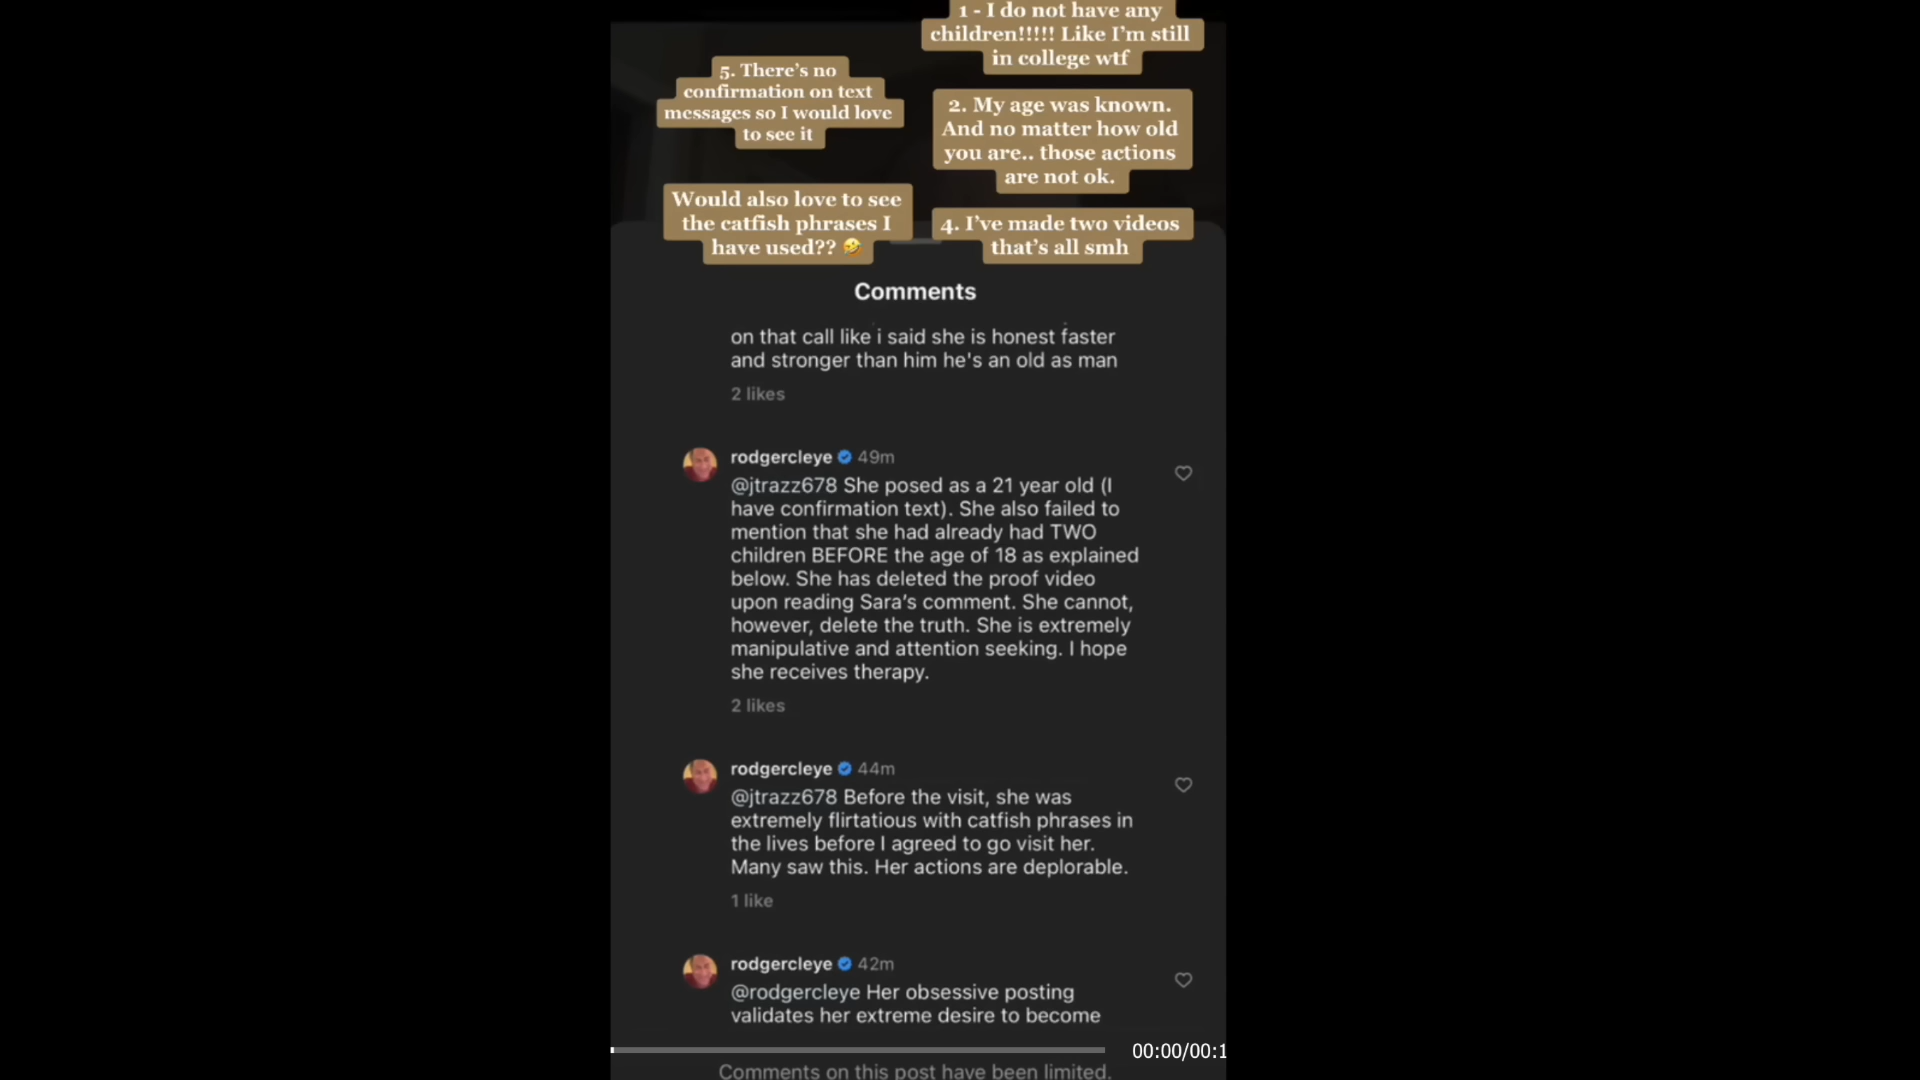 1 - I do not have any
children!!!!! Like I'm still
in college wtf
5. There's no
confirmation on text
messages so I would love
to see it
2. My age was known.
And no matter how old
you are.. those actions
are not ok.
Would also love to see
the catfish phrases I
have used?? 🤣
4. I've made two videos
that's all smh
Comments
on that call like i said she is honest faster
and stronger than him he's an old as man
2 likes
rodgercleye 49m
@jtrazz678 She posed as a 21 year old (I
have confirmation text). She also failed to
mention that she had already had TWO
children BEFORE the age of 18 as explained
below. She has deleted the proof video
upon reading Sara's comment. She cannot,
however, delete the truth. She is extremely
manipulative and attention seeking. I hope
she receives therapy.
2 likes
rodgercleye 44m
@jtrazz678 Before the visit, she was
extremely flirtatious with catfish phrases in
the lives before I agreed to go visit her.
Many saw this. Her actions are deplorable.
1 like
rodgercleye 42m
@rodgercleye Her obsessive posting
validates her extreme desire to become
00:00/00:1
Comments on this post have been limited.